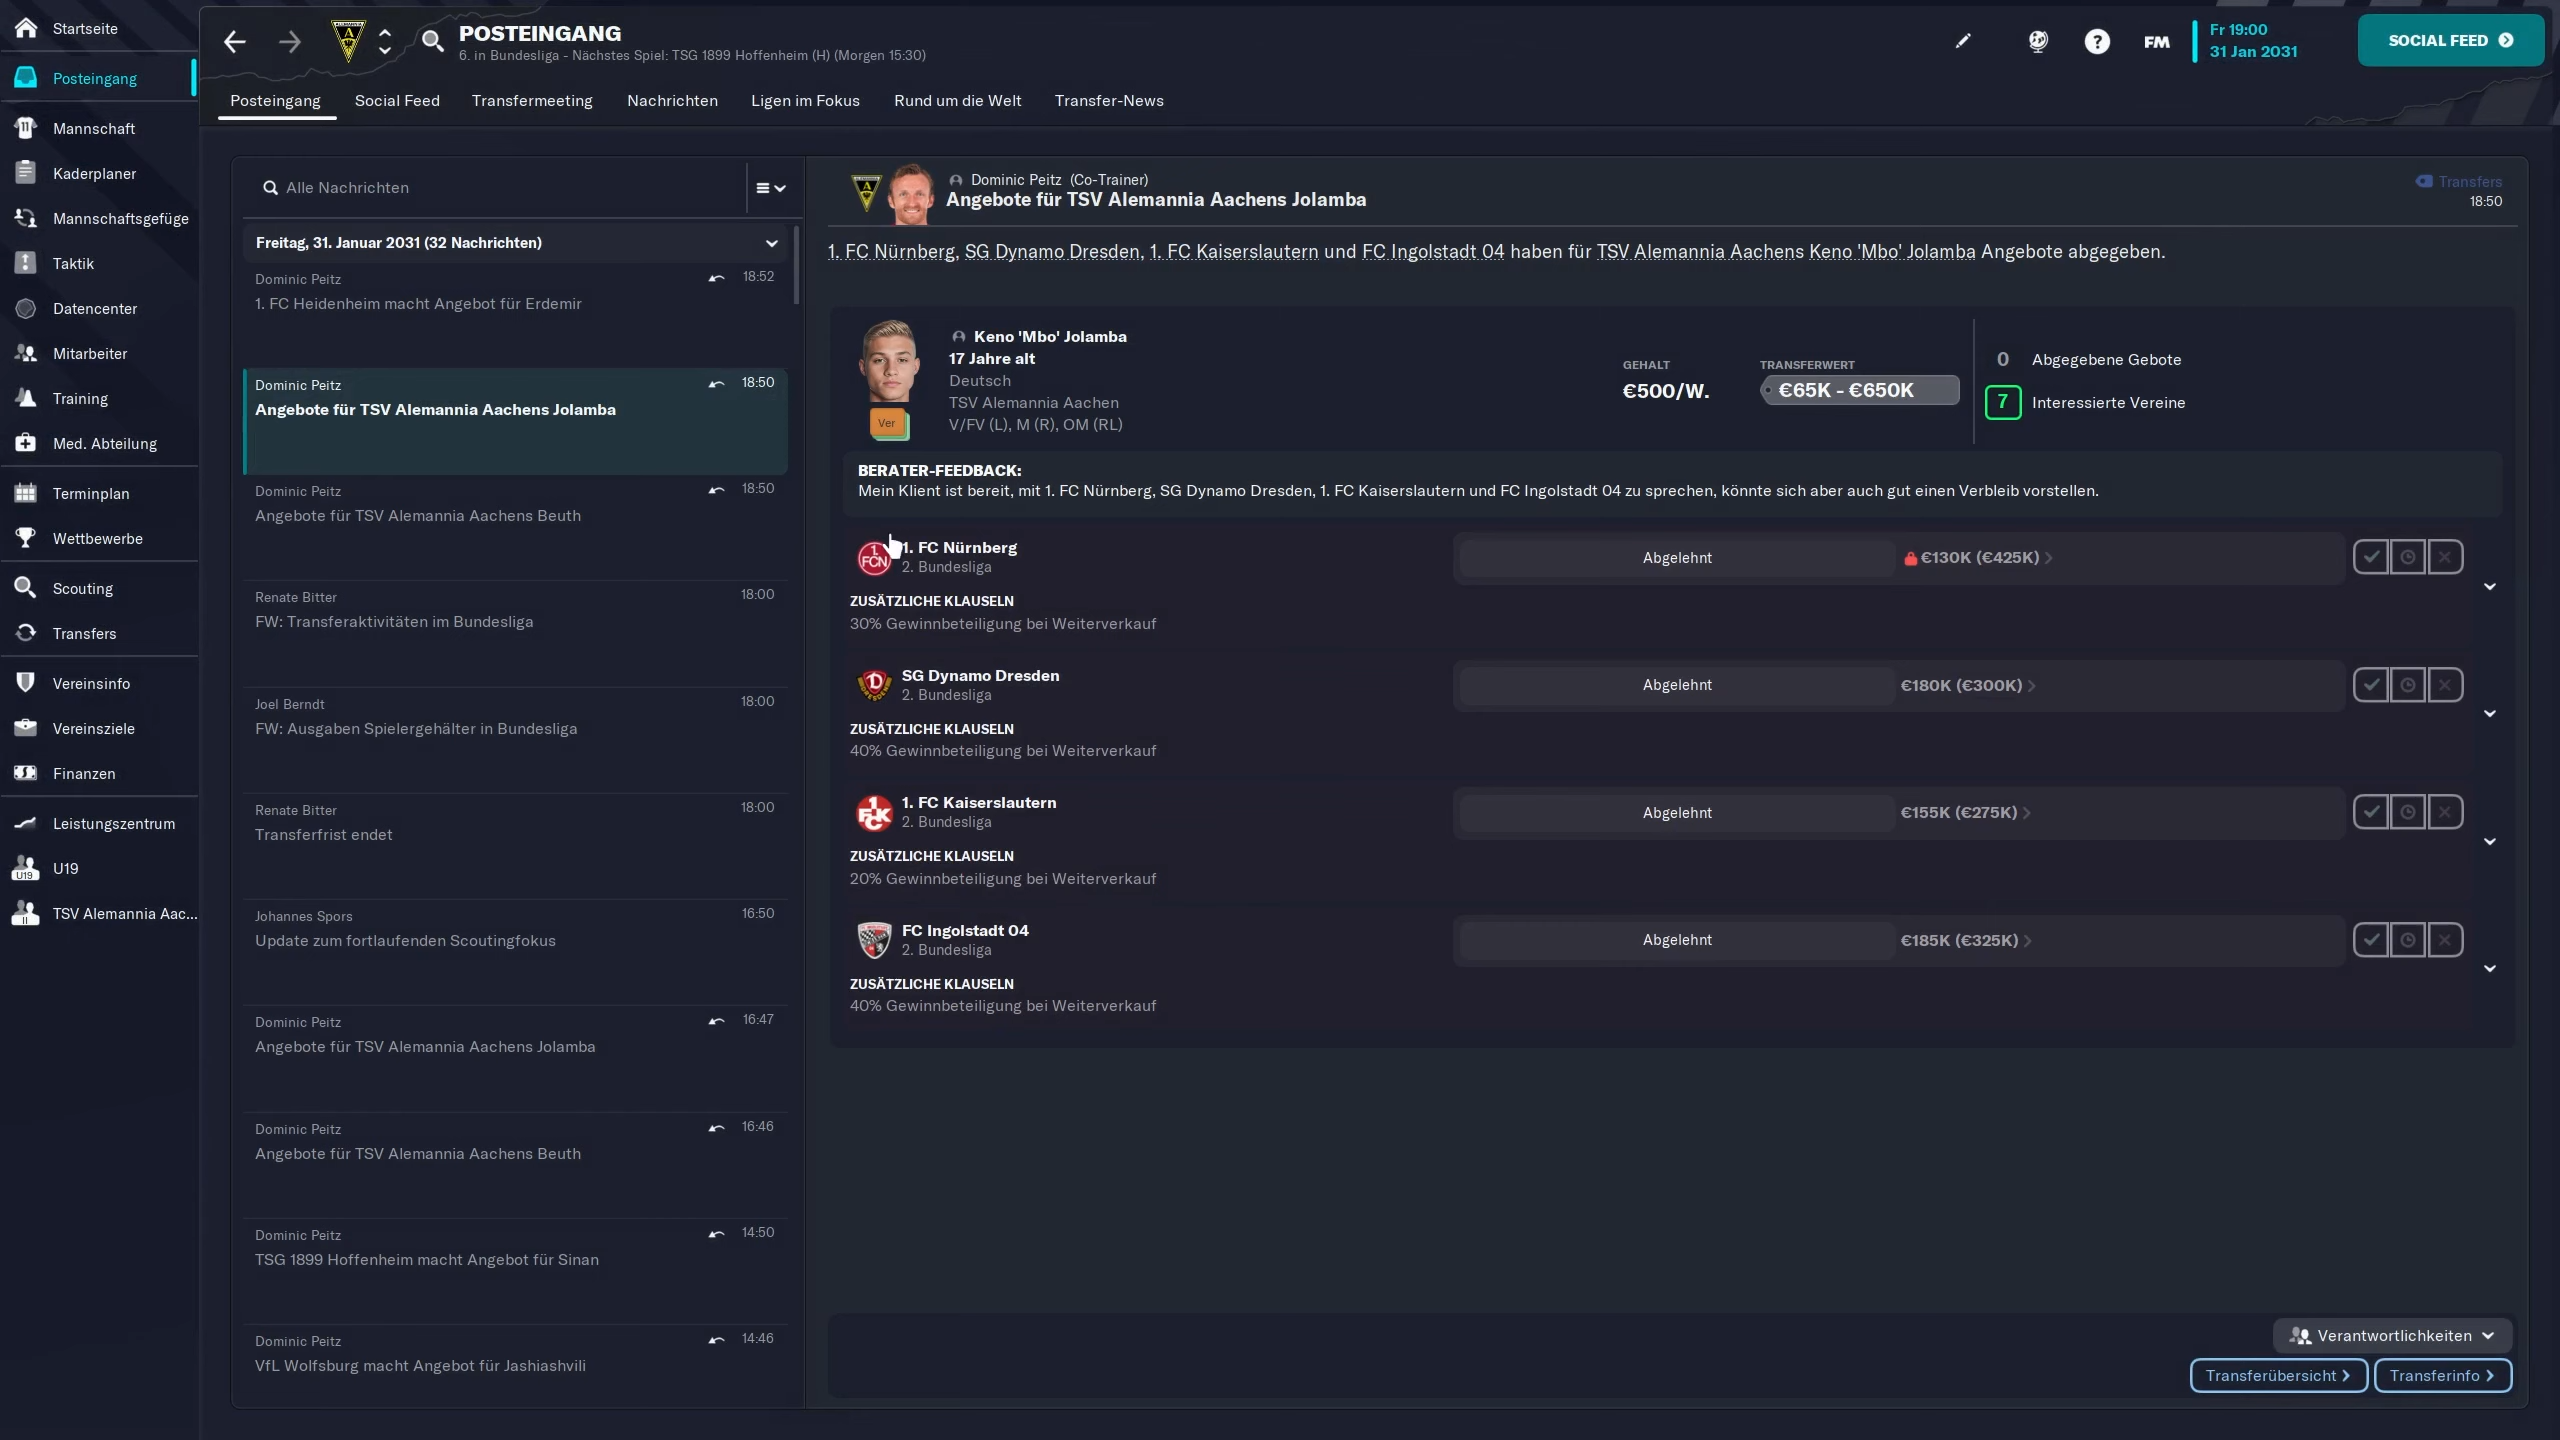 Startseite
Posteingang
Mannschaft
Kaderplaner
Mannschaftsgefüge
Taktik
Datencenter
Mitarbeiter
Training
Med. Abteilung
Terminplan
Wettbewerbe
Scouting
Transfers
Vereinsinfo
Vereinsziele
Finanzen
Leistungszentrum
U19
U19
TSV Alemannia Aac...
POSTEINGANG
6. in Bundesliga - Nächstes Spiel: TSG 1899 Hoffenheim (H) (Morgen 15:30)
FM
Fr 19:00
31 Jan 2031
SOCIAL FEED
Posteingang Social Feed Transfermeeting Nachrichten Ligen im Fokus Rund um die Welt Transfer-News
Alle Nachrichten
Freitag, 31. Januar 2031 (32 Nachrichten)
Dominic Peitz 18:52
1. FC Heidenheim macht Angebot für Erdemir
Dominic Peitz 18:50
Angebote für TSV Alemannia Aachens Jolamba
Dominic Peitz 18:50
Angebote für TSV Alemannia Aachens Beuth
Renate Bitter 18:00
FW: Transferaktivitäten im Bundesliga
Joel Berndt 18:00
FW: Ausgaben Spielergehälter in Bundesliga
Renate Bitter 18:00
Transferfrist endet
Johannes Spors 16:50
Update zum fortlaufenden Scoutingfokus
Dominic Peitz 16:47
Angebote für TSV Alemannia Aachens Jolamba
Dominic Peitz 16:46
Angebote für TSV Alemannia Aachens Beuth
Dominic Peitz 14:50
TSG 1899 Hoffenheim macht Angebot für Sinan
Dominic Peitz 14:46
VfL Wolfsburg macht Angebot für Jashiashvili
Dominic Peitz (Co-Trainer)
Angebote für TSV Alemannia Aachens Jolamba
Transfers
18:50
1. FC Nürnberg, SG Dynamo Dresden, 1. FC Kaiserslautern und FC Ingolstadt 04 haben für TSV Alemannia Aachens Keno 'Mbo' Jolamba Angebote abgegeben.
Keno 'Mbo' Jolamba
17 Jahre alt
Deutsch
TSV Alemannia Aachen
V/FV (L), M (R), OM (RL)
Ver
GEHALT
€500/W.
TRANSFERWERT
€65K - €650K
0 Abgegebene Gebote
7 Interessierte Vereine
BERATER-FEEDBACK:
Mein Klient ist bereit, mit 1. FC Nürnberg, SG Dynamo Dresden, 1. FC Kaiserslautern und FC Ingolstadt 04 zu sprechen, könnte sich aber auch gut einen Verbleib vorstellen.
1. FC Nürnberg
2. Bundesliga
Abgelehnt €130K (€425K)
ZUSÄTZLICHE KLAUSELN
30% Gewinnbeteiligung bei Weiterverkauf
SG Dynamo Dresden
2. Bundesliga
Abgelehnt €180K (€300K)
ZUSÄTZLICHE KLAUSELN
40% Gewinnbeteiligung bei Weiterverkauf
1. FC Kaiserslautern
2. Bundesliga
Abgelehnt €155K (€275K)
ZUSÄTZLICHE KLAUSELN
20% Gewinnbeteiligung bei Weiterverkauf
FC Ingolstadt 04
2. Bundesliga
Abgelehnt €185K (€325K)
ZUSÄTZLICHE KLAUSELN
40% Gewinnbeteiligung bei Weiterverkauf
Verantwortlichkeiten
Transferübersicht Transferinfo